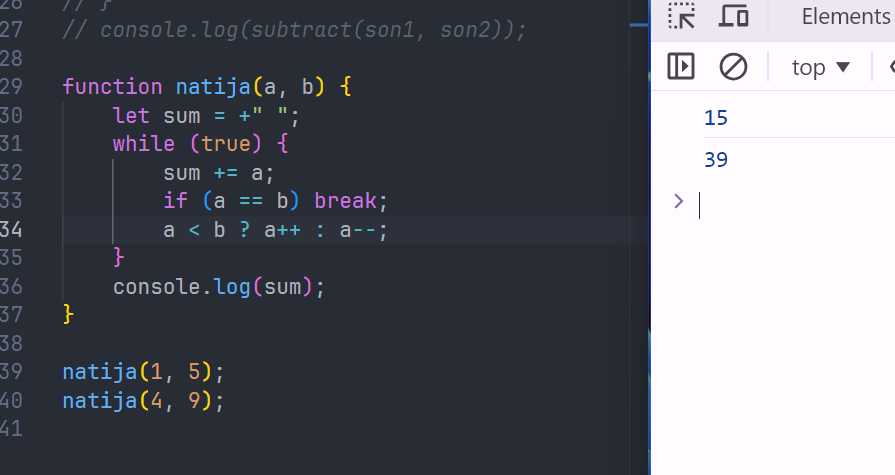 26 // }
27 // console.log(subtract(son1, son2));
28
29 function natija(a, b) {
30     let sum = +" ";
31     while (true) {
32         sum += a;
33         if (a == b) break;
34         a < b ? a++ : a--;
35     }
36     console.log(sum);
37 }
38
39 natija(1, 5);
40 natija(4, 9);
41
Elements
top
15
39